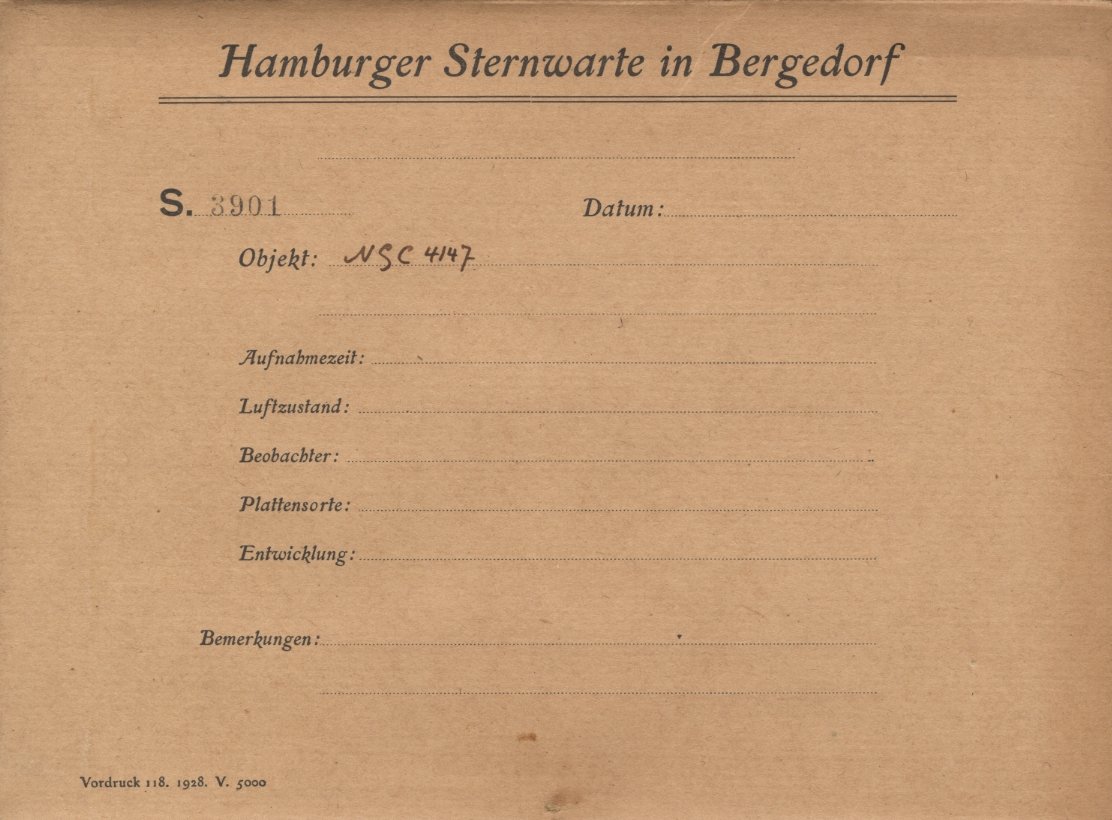 Hamburger Sternwarte in Bergedorf
S. 3901 Datum:
Objekt: NGC 4147
Aufnahmezeit:
Luftzustand:
Beobachter:
Plattensorte:
Entwicklung:
Bemerkungen:
Vordruck 118. 1928. V. 5000